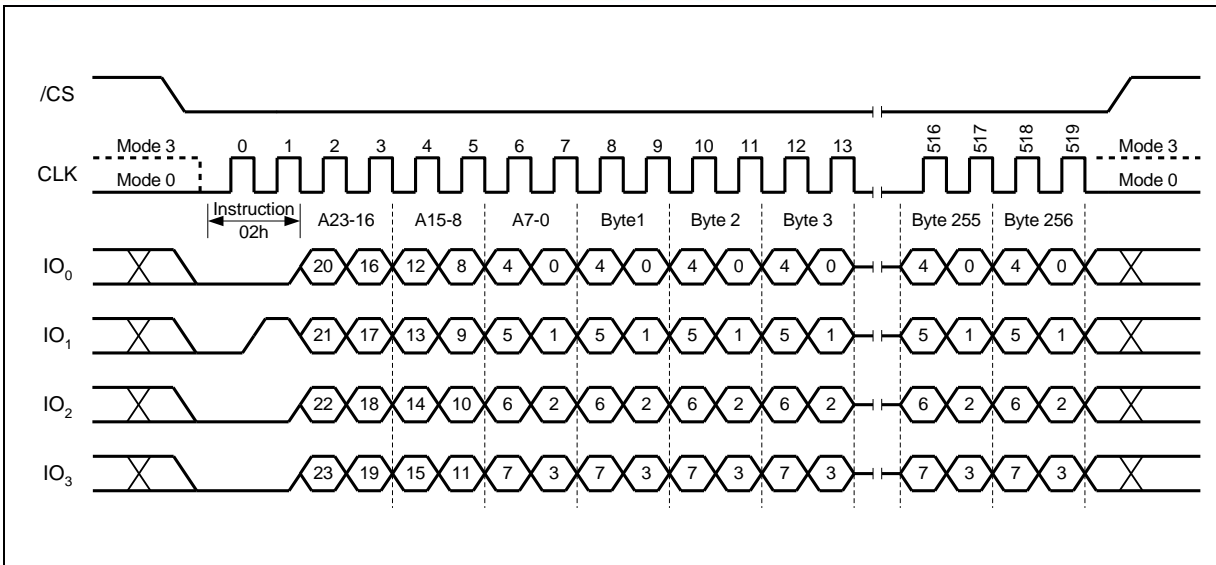 /CS
Mode 3 0 1 2 3 4 5 6 7 8 9 10 11 12 13 516 517 518 519 Mode 3
CLK
Mode 0 Mode 0
Instruction
02h A23-16 A15-8 A7-0 Byte1 Byte 2 Byte 3 Byte 255 Byte 256
IO0 20 16 12 8 4 0 4 0 4 0 4 0 4 0 4 0
IO1 21 17 13 9 5 1 5 1 5 1 5 1 5 1 5 1
IO2 22 18 14 10 6 2 6 2 6 2 6 2 6 2 6 2
IO3 23 19 15 11 7 3 7 3 7 3 7 3 7 3 7 3